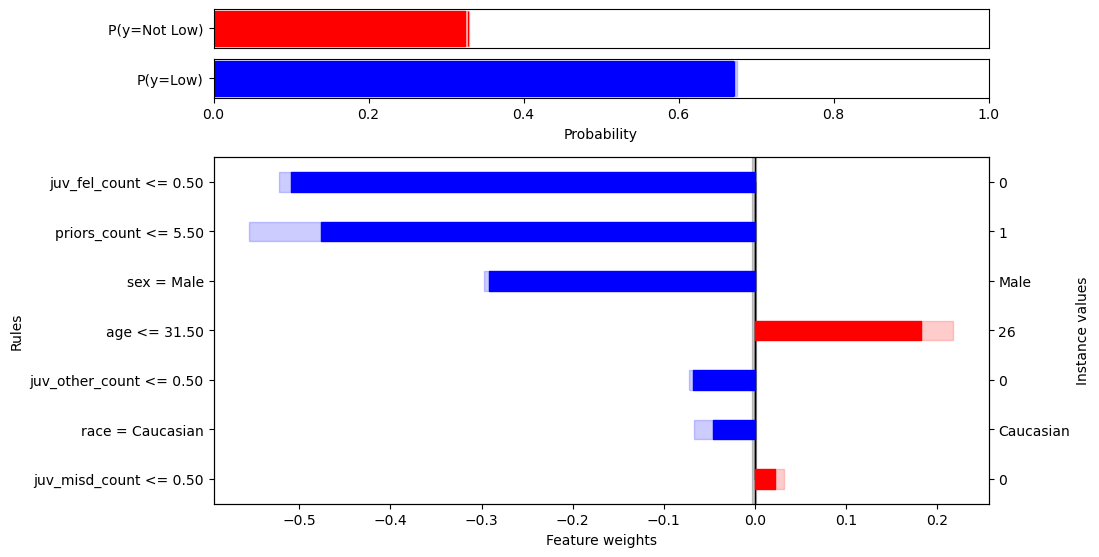 P(y=Not Low)
P(y=Low)
0.0 0.2 0.4 0.6 0.8 1.0
Probability
Rules
juv_fel_count <= 0.50 0
priors_count <= 5.50 1
sex = Male Male
age <= 31.50 26
juv_other_count <= 0.50 0
race = Caucasian Caucasian
juv_misd_count <= 0.50 0
Instance values
−0.5 −0.4 −0.3 −0.2 −0.1 0.0 0.1 0.2
Feature weights